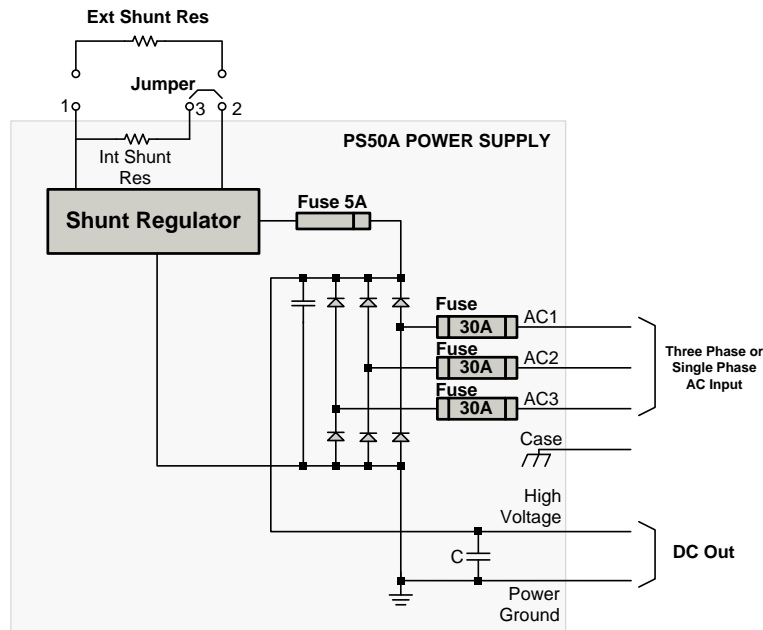 Ext Shunt Res
Jumper
1
3
2
Int Shunt
Res
PS50A POWER SUPPLY
Shunt Regulator
Fuse 5A
Fuse
30A
AC1
Fuse
30A
AC2
Fuse
30A
AC3
Three Phase or
Single Phase
AC Input
Case
High
Voltage
C
DC Out
Power
Ground